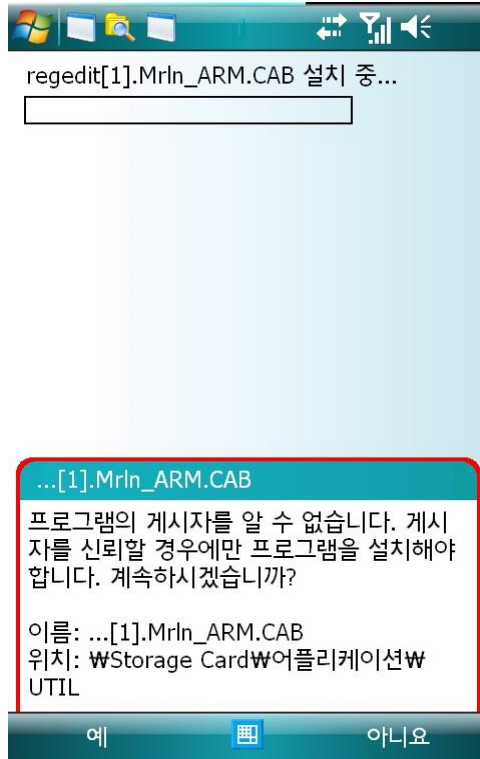 regedit[1].Mrln_ARM.CAB 설치 중...
...[1].Mrln_ARM.CAB
프로그램의 게시자를 알 수 없습니다. 게시
자를 신뢰할 경우에만 프로그램을 설치해야
합니다. 계속하시겠습니까?
이름: ...[1].Mrln_ARM.CAB
위치: ₩Storage Card₩어플리케이션₩
UTIL
예
아니요